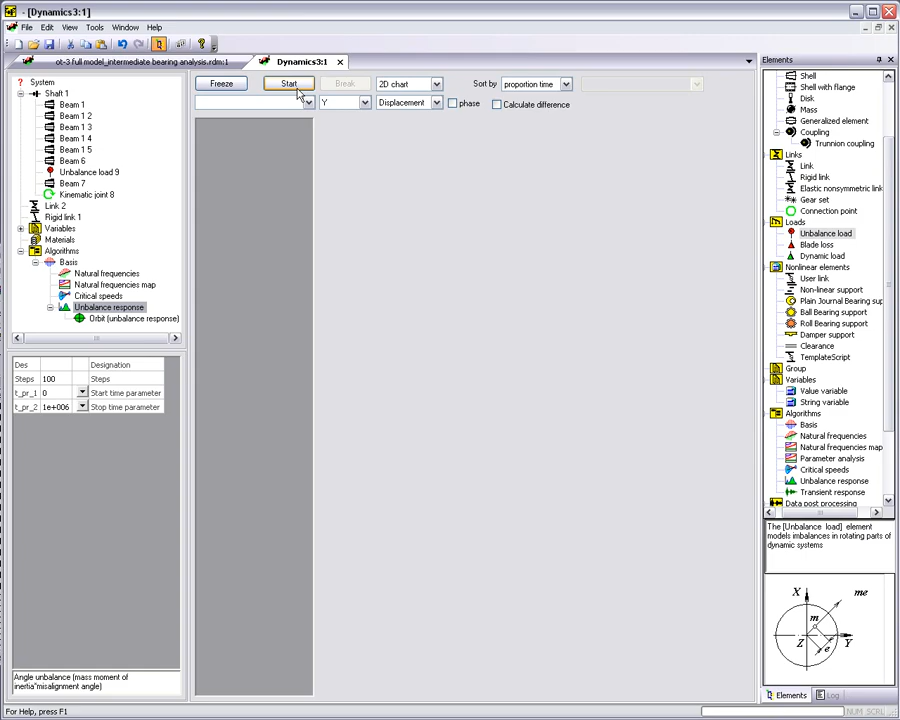 - [Dynamics3:1]
File Edit View Tools Window Help
ot-3 full model_intermediate bearing analysis.rdm:1
Dynamics3:1
System
Shaft 1
Beam 1
Beam 1 2
Beam 1 3
Beam 1 4
Beam 1 5
Beam 6
Unbalance load 9
Beam 7
Kinematic joint 8
Link 2
Rigid link 1
Variables
Materials
Algorithms
Basis
Natural frequencies
Natural frequencies map
Critical speeds
Unbalance response
Orbit (unbalance response)
Des Designation
Steps 100 Steps
t_pr_1 0 Start time parameter
t_pr_2 1e+006 Stop time parameter
Angle unbalance (mass moment of
inertia*misalignment angle)
Freeze Start Break 2D chart Sort by proportion time
Y Displacement phase Calculate difference
Elements
Shell
Shell with flange
Disk
Mass
Generalized element
Coupling
Trunnion coupling
Links
Link
Rigid link
Elastic nonsymmetric link
Gear set
Connection point
Loads
Unbalance load
Blade loss
Dynamic load
Nonlinear elements
User link
Non-linear support
Plain Journal Bearing sup
Ball Bearing support
Roll Bearing support
Damper support
Clearance
TemplateScript
Group
Variables
Value variable
String variable
Algorithms
Basis
Natural frequencies
Natural frequencies map
Parameter analysis
Critical speeds
Unbalance response
Transient response
Data post processing
The [Unbalance load] element
models imbalances in rotating parts of
dynamic systems
X me
m
Z e Y
Elements Log
For Help, press F1
NUM SCRL